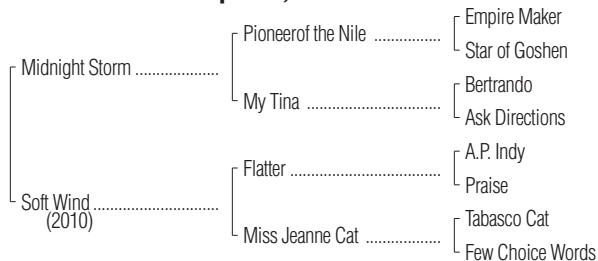 Empire Maker
Pioneerof the Nile ................
Star of Goshen
Midnight Storm ....................
Bertrando
My Tina ................................
Ask Directions
A.P. Indy
Flatter ....................................
Praise
Soft Wind ..............................
(2010)
Tabasco Cat
Miss Jeanne Cat ..................
Few Choice Words